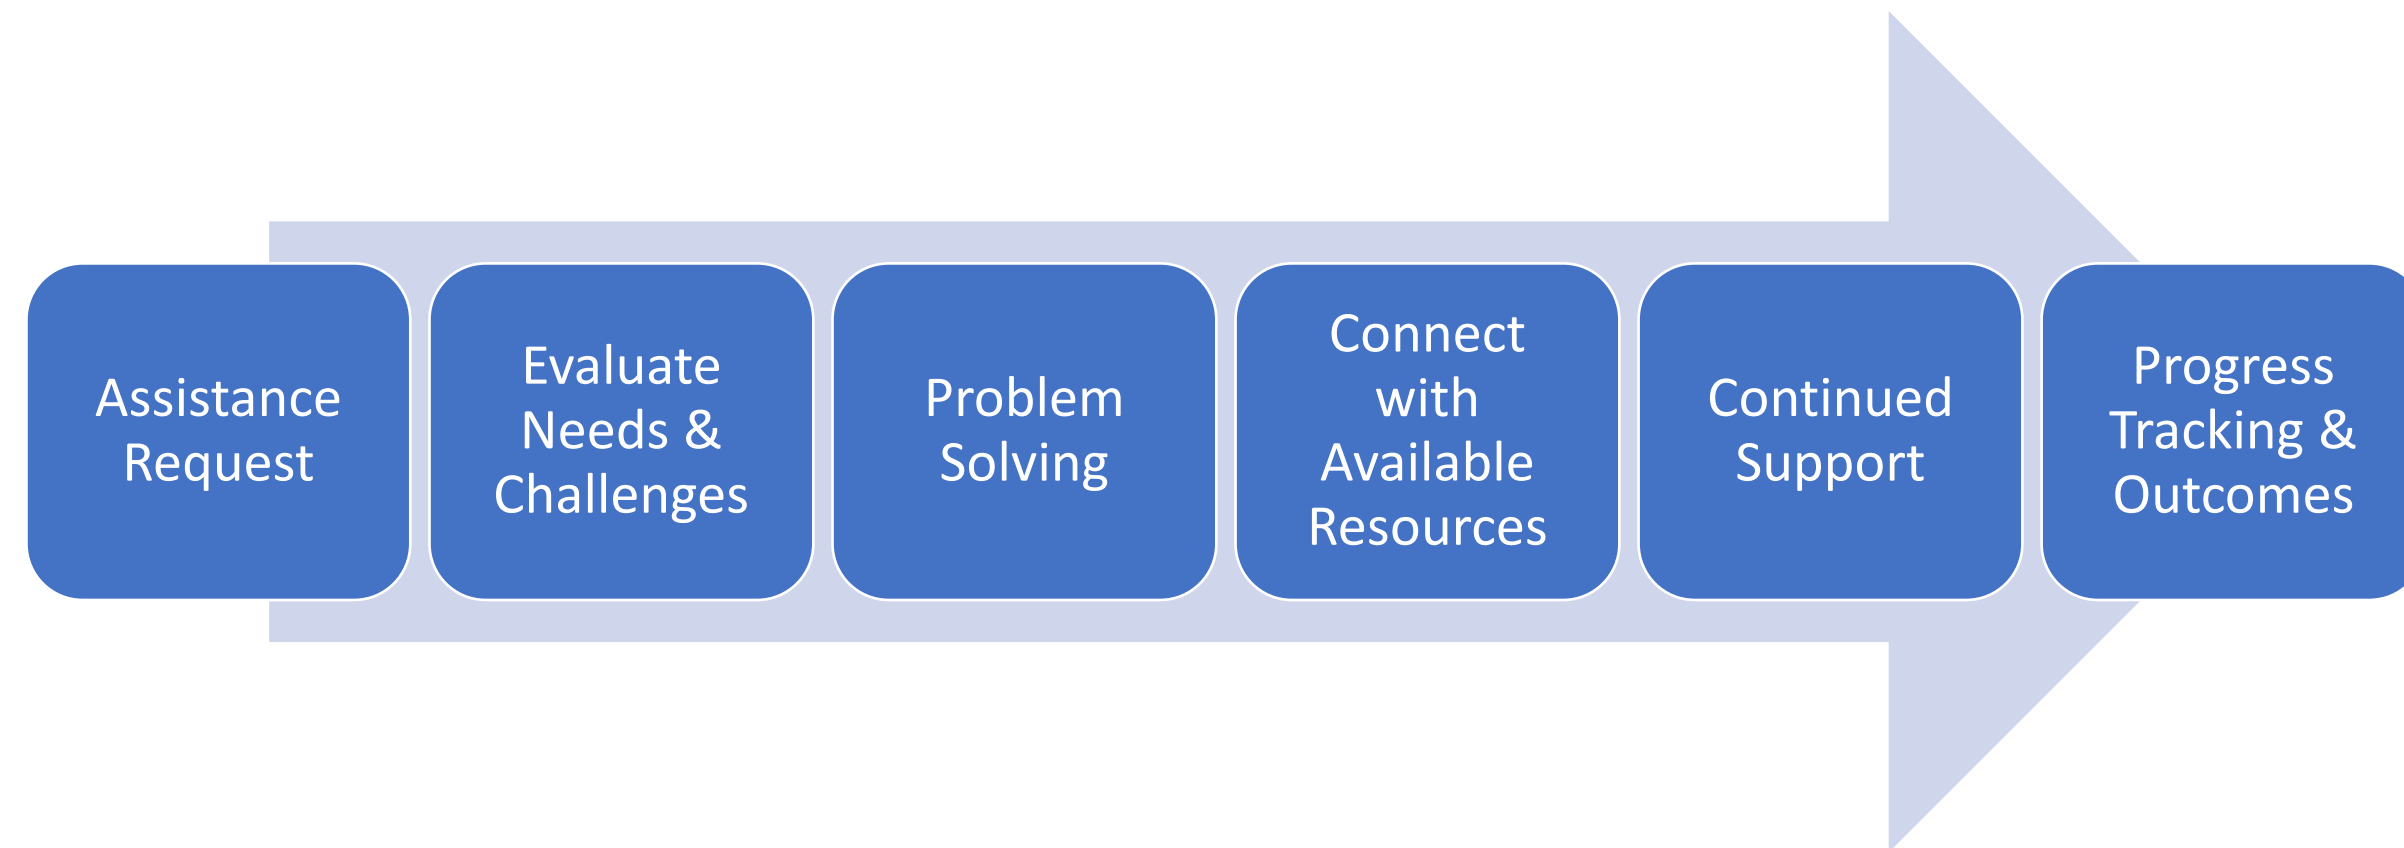 Assistance
Request
Evaluate
Needs &
Challenges
Problem
Solving
Connect
with
Available
Resources
Continued
Support
Progress
Tracking &
Outcomes